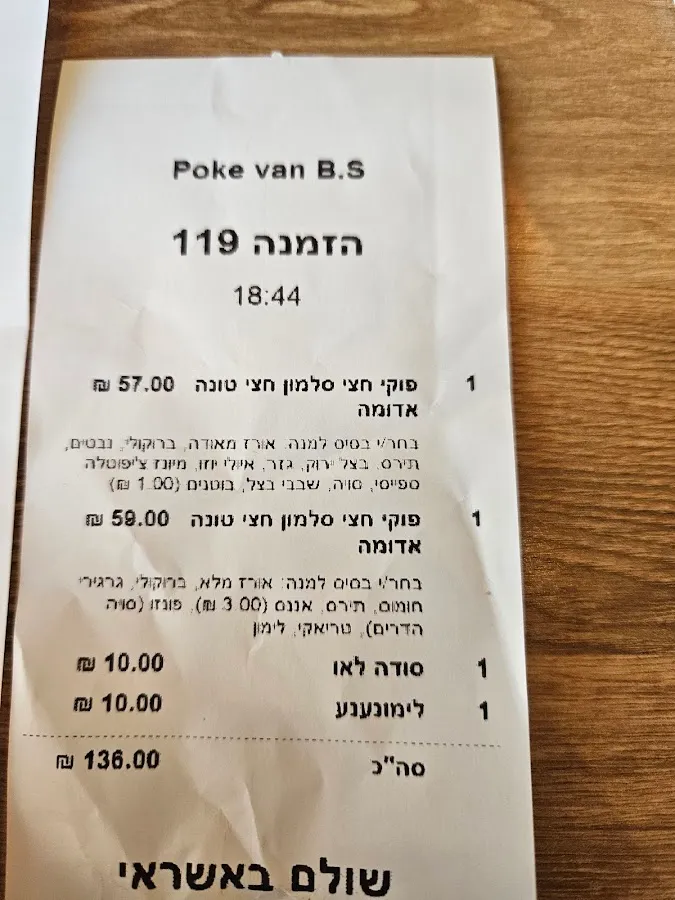 Poke van B.S
הזמנה 119
18:44
1 פוקי חצי סלמון חצי טונה 57.00 ₪
אדומה
בחר/י בסיס למנה: אורז מאודה, ברוקולי, נבטים,
תירס, בצל ירוק, גזר, איולי יוזו, מיונז צ'יפוטלה
ספייסי, סויה, שבבי בצל, בוטנים (1.00 ₪)
1 פוקי חצי סלמון חצי טונה 59.00 ₪
אדומה
בחר/י בסיס למנה: אורז מלא, ברוקולי, גרגירי
חומוס, תירס, אננס (3.00 ₪), פונזו (סויה
הדרים), טריאקי, לימון
1 סודה לאו 10.00 ₪
1 לימונענע 10.00 ₪
סה"כ 136.00 ₪
שולם באשראי